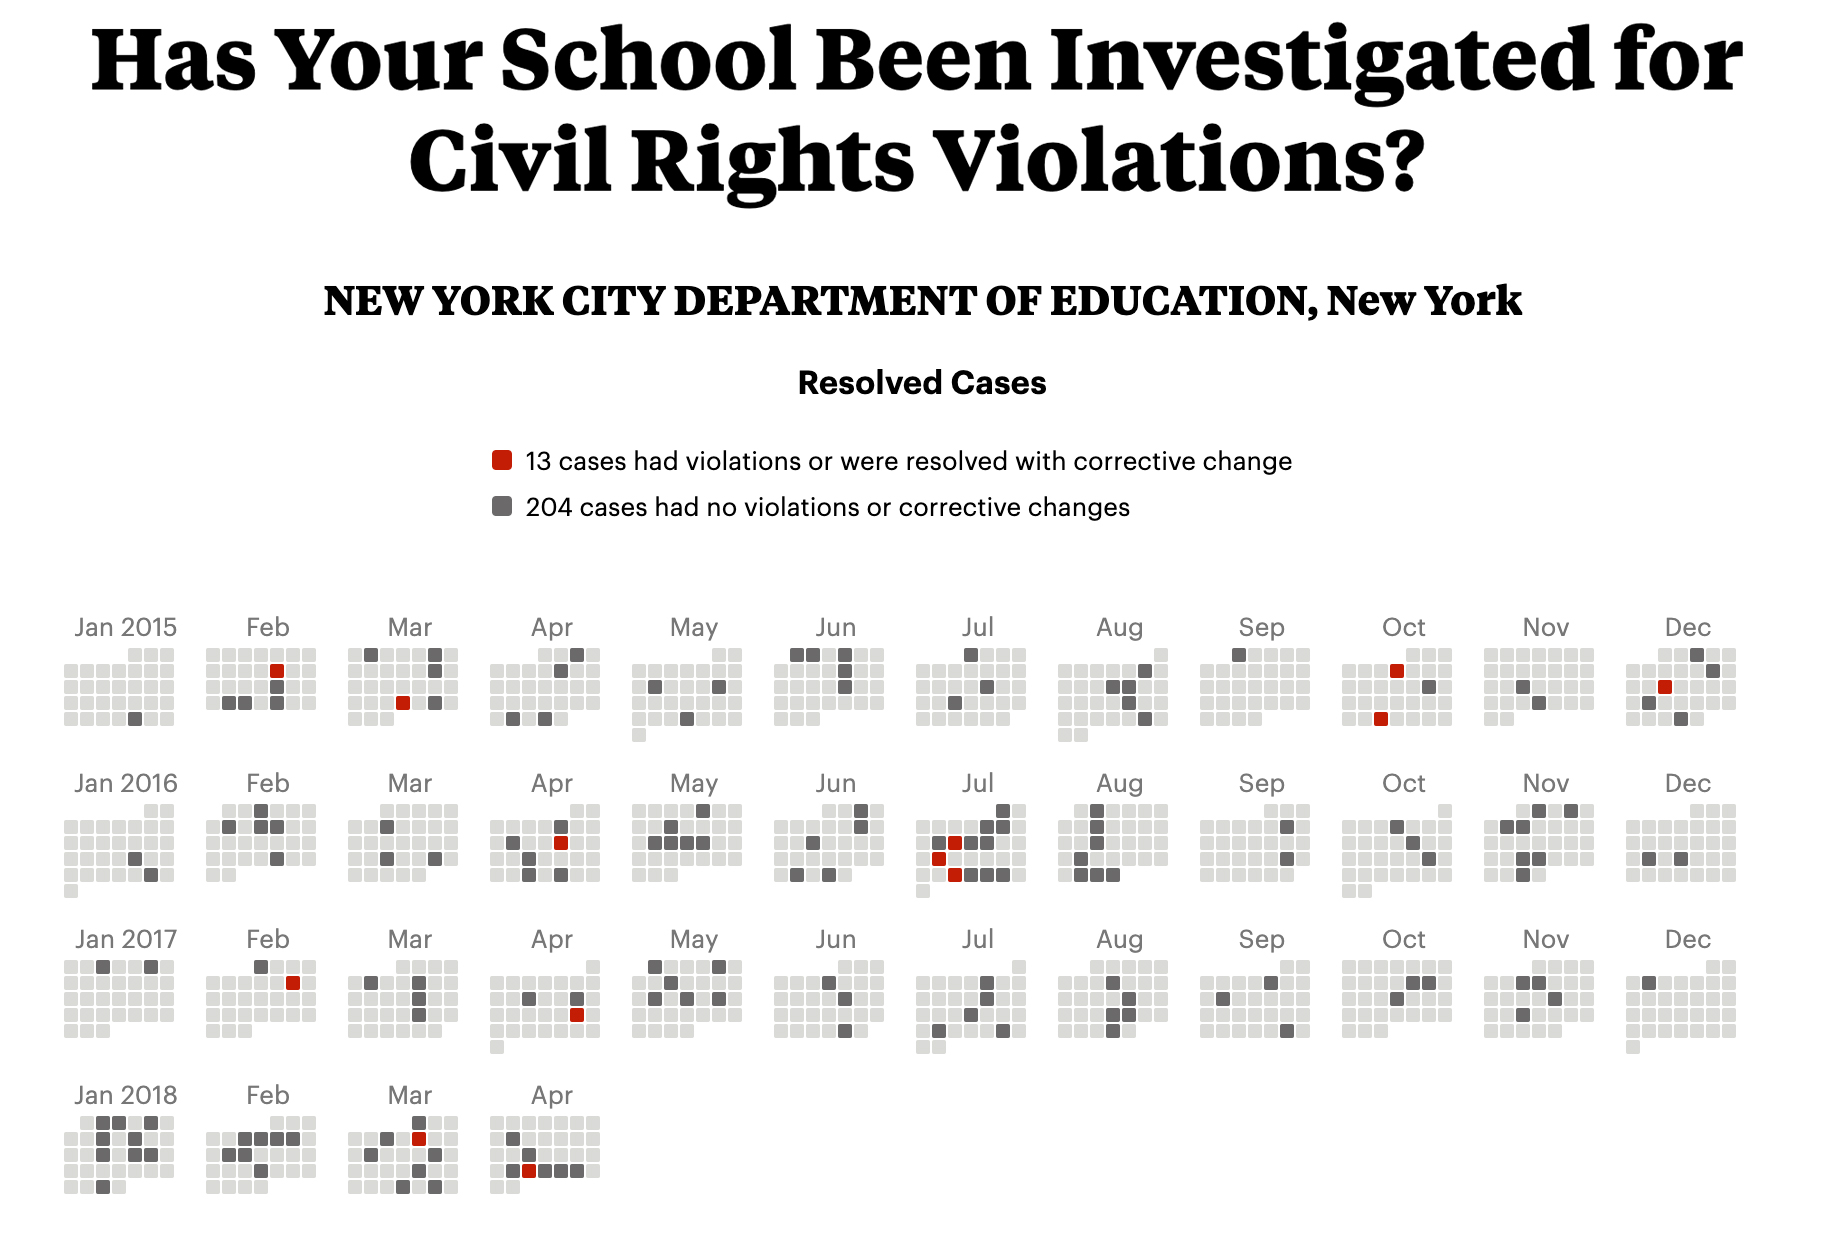 Has Your School Been Investigated for
Civil Rights Violations?
NEW YORK CITY DEPARTMENT OF EDUCATION, New York
Resolved Cases
13 cases had violations or were resolved with corrective change
204 cases had no violations or corrective changes
Jan 2015 Feb Mar Apr May Jun Jul Aug Sep Oct Nov Dec
Jan 2016 Feb Mar Apr May Jun Jul Aug Sep Oct Nov Dec
Jan 2017 Feb Mar Apr May Jun Jul Aug Sep Oct Nov Dec
Jan 2018 Feb Mar Apr